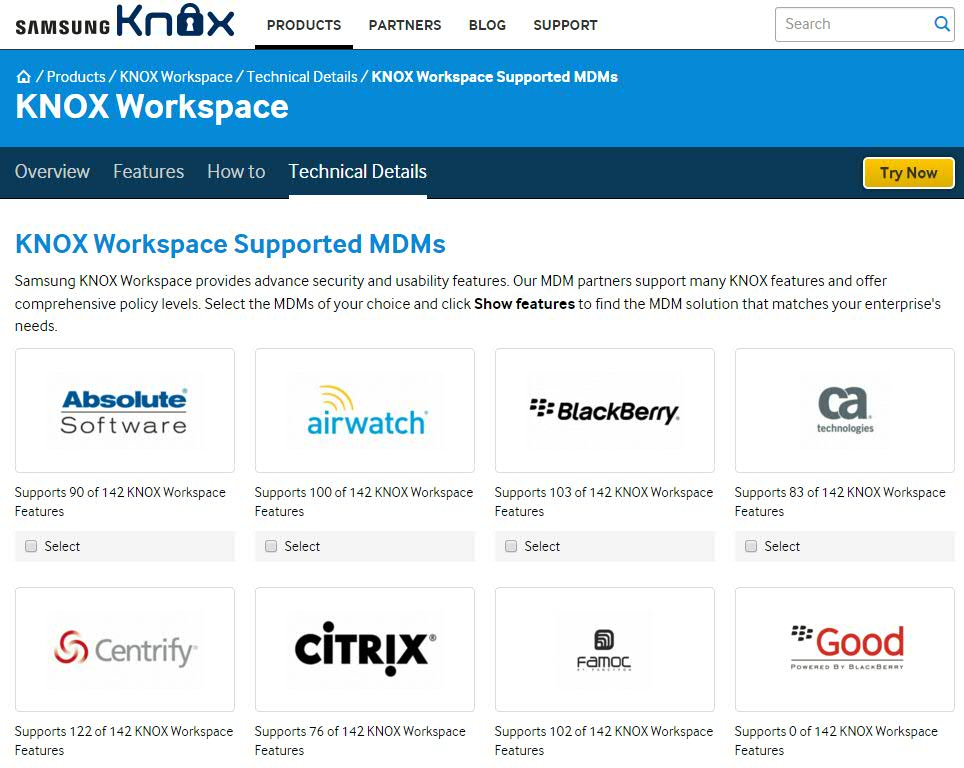 SAMSUNG Knox
PRODUCTS PARTNERS BLOG SUPPORT
Search
/ Products / KNOX Workspace / Technical Details / KNOX Workspace Supported MDMs
KNOX Workspace
Overview Features How to Technical Details
Try Now
KNOX Workspace Supported MDMs
Samsung KNOX Workspace provides advance security and usability features. Our MDM partners support many KNOX features and offer
comprehensive policy levels. Select the MDMs of your choice and click Show features to find the MDM solution that matches your enterprise's
needs.
Absolute®
Software
airwatch®
BlackBerry.
ca.
technologies
Supports 90 of 142 KNOX Workspace
Features
Supports 100 of 142 KNOX Workspace
Features
Supports 103 of 142 KNOX Workspace
Features
Supports 83 of 142 KNOX Workspace
Features
Select
Select
Select
Select
Centrify®
CITRIX®
FAMOC
Good
POWERED BY BLACKBERRY
Supports 122 of 142 KNOX Workspace
Features
Supports 76 of 142 KNOX Workspace
Features
Supports 102 of 142 KNOX Workspace
Features
Supports 0 of 142 KNOX Workspace
Features